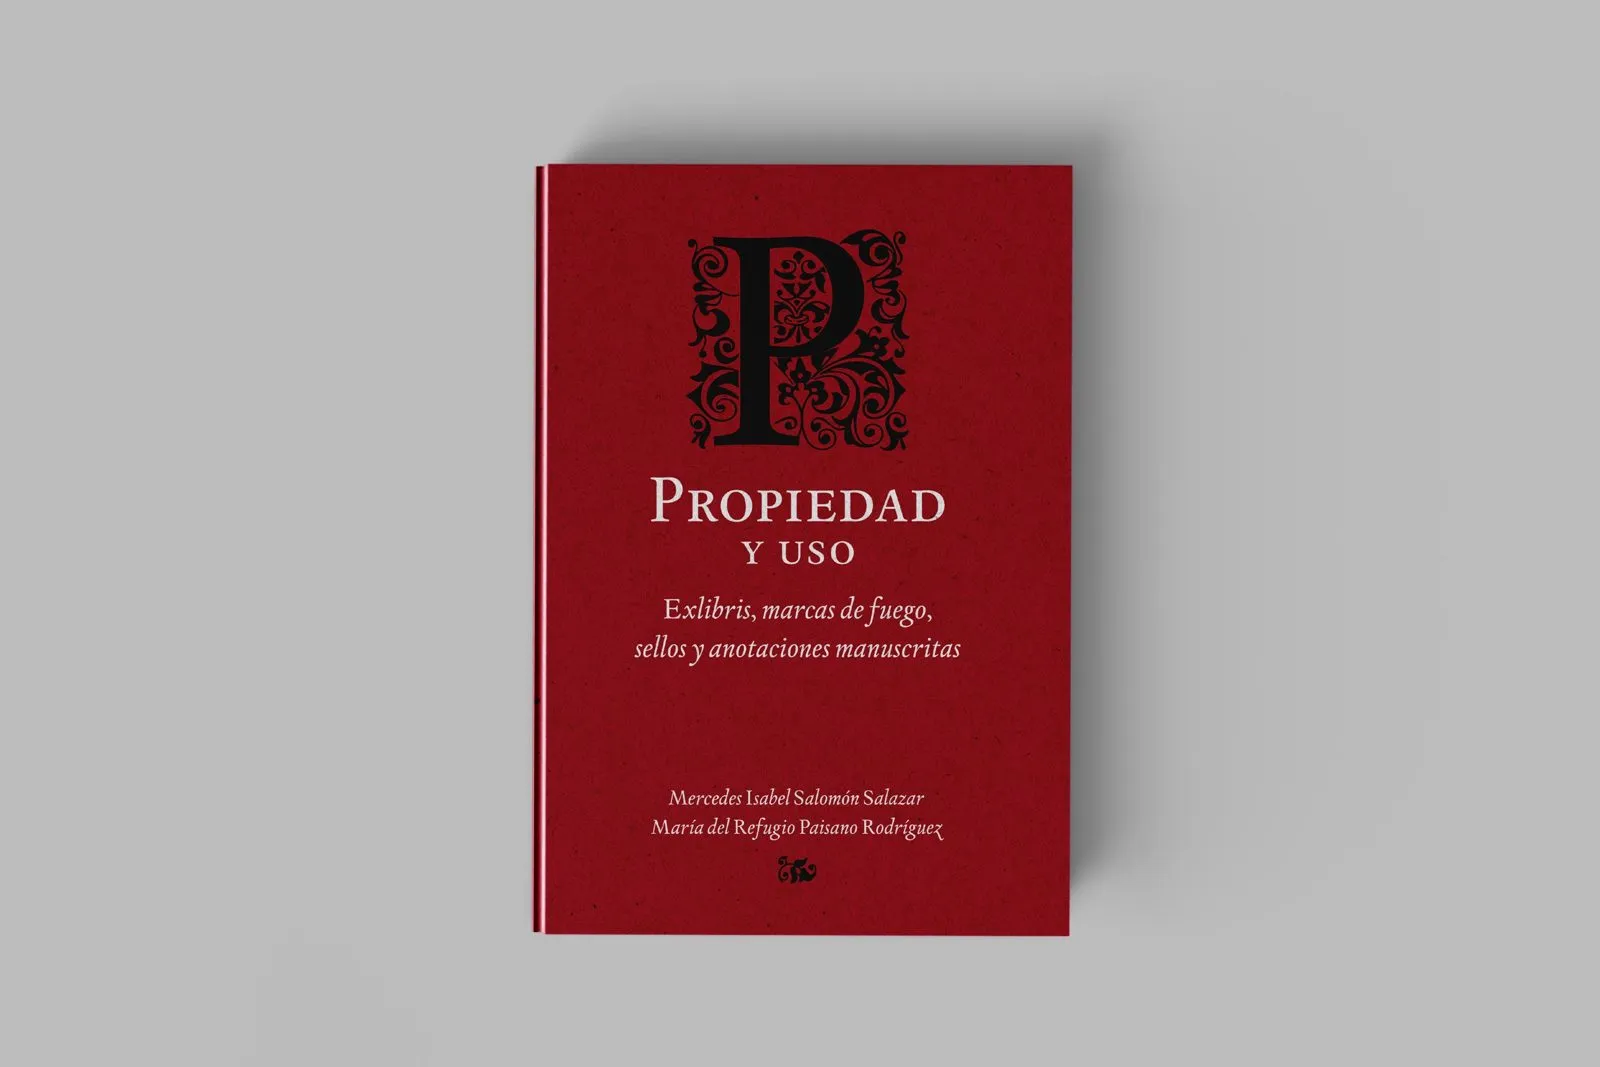 P
PROPIEDAD
Y USO
Exlibris, marcas de fuego,
sellos y anotaciones manuscritas
Mercedes Isabel Salomón Salazar
María del Refugio Paisano Rodríguez